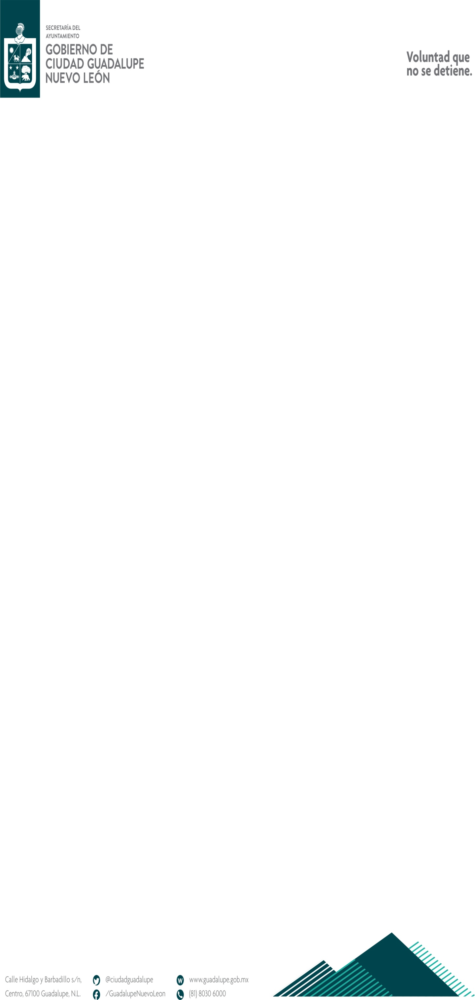 SECRETARÍA DEL
AYUNTAMIENTO
GOBIERNO DE
CIUDAD GUADALUPE
NUEVO LEÓN
Voluntad que
no se detiene.
Calle Hidalgo y Barbadillo s/n,
Centro, 67100 Guadalupe, N.L.
@ciudadguadalupe
/GuadalupeNuevoLeon
www.guadalupe.gob.mx
(81) 8030 6000